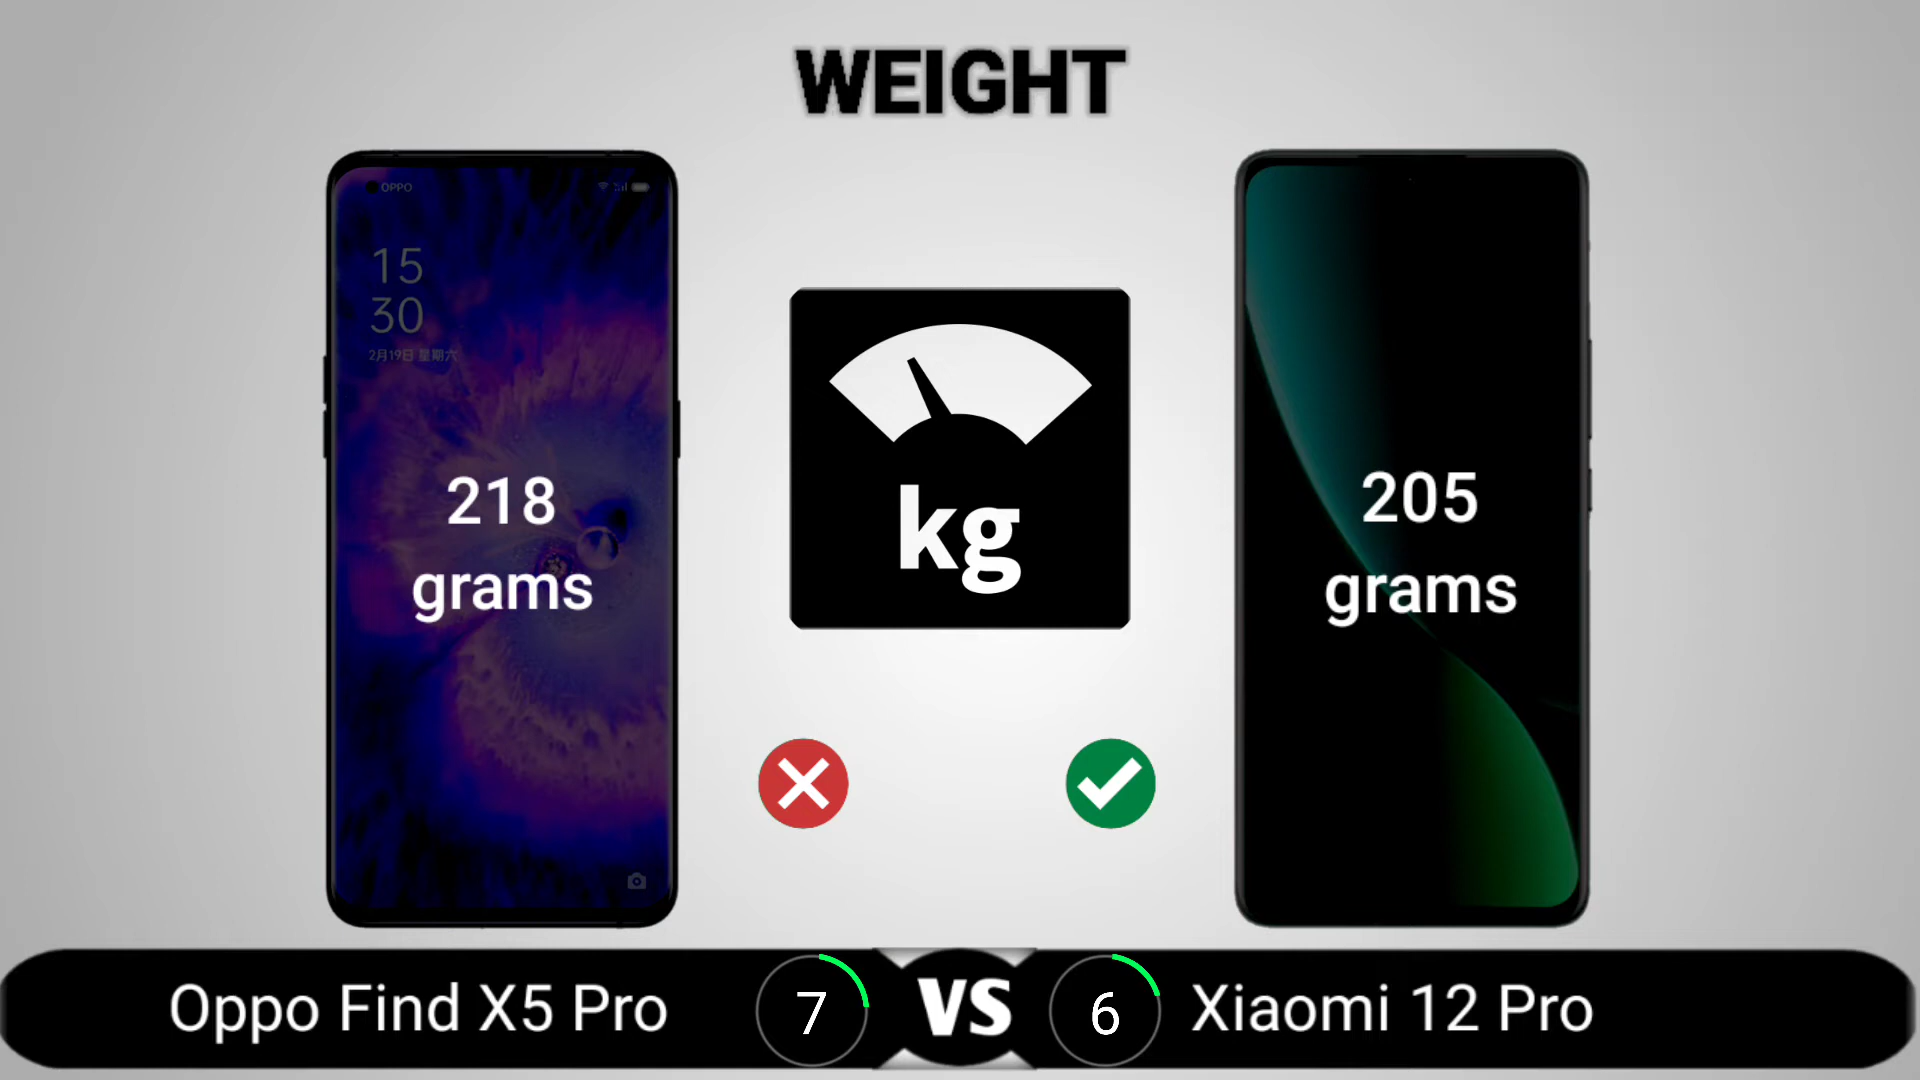 WEIGHT
OPPO
15
30
2月19日 星期六
218
grams
kg
205
grams
Oppo Find X5 Pro
7
VS
6
Xiaomi 12 Pro